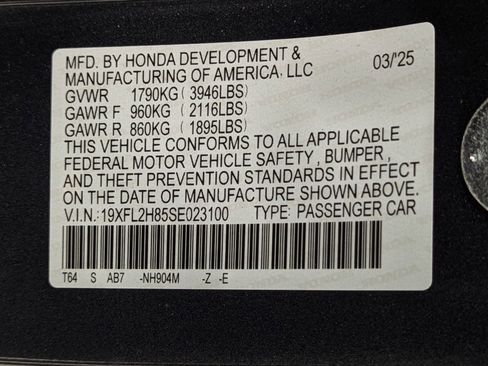 MFD. BY HONDA DEVELOPMENT &
MANUFACTURING OF AMERICA, LLC 03/'25
GVWR 1790KG ( 3946LBS)
GAWR F 960KG ( 2116LBS)
GAWR R 860KG ( 1895LBS)
THIS VEHICLE CONFORMS TO ALL APPLICABLE
FEDERAL MOTOR VEHICLE SAFETY , BUMPER,
AND THEFT PREVENTION STANDARDS IN EFFECT
ON THE DATE OF MANUFACTURE SHOWN ABOVE.
V.I.N.: 19XFL2H85SE023100 TYPE: PASSENGER CAR
T64 S AB7 -NH904M -Z -E